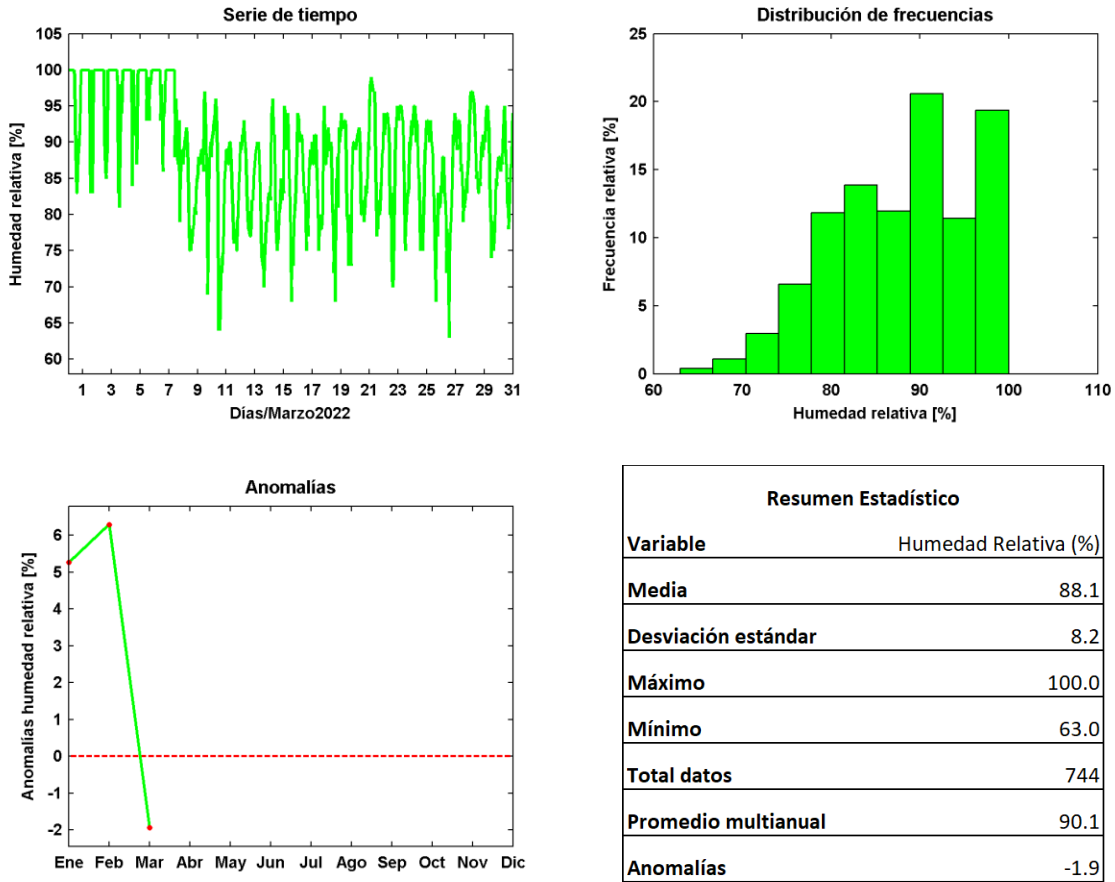 Serie de tiempo
105
100
95
90
85
80
75
70
65
60
Humedad relativa [%]
1 3 5 7 9 11 13 15 17 19 21 23 25 27 29 31
Días/Marzo2022
Distribución de frecuencias
25
20
15
10
5
0
Frecuencia relativa [%]
60 70 80 90 100 110
Humedad relativa [%]
Anomalías
6
5
4
3
2
1
0
-1
-2
Anomalías humedad relativa [%]
Ene Feb Mar Abr May Jun Jul Ago Sep Oct Nov Dic
Resumen Estadístico
Variable Humedad Relativa (%)
Media 88.1
Desviación estándar 8.2
Máximo 100.0
Mínimo 63.0
Total datos 744
Promedio multianual 90.1
Anomalías -1.9